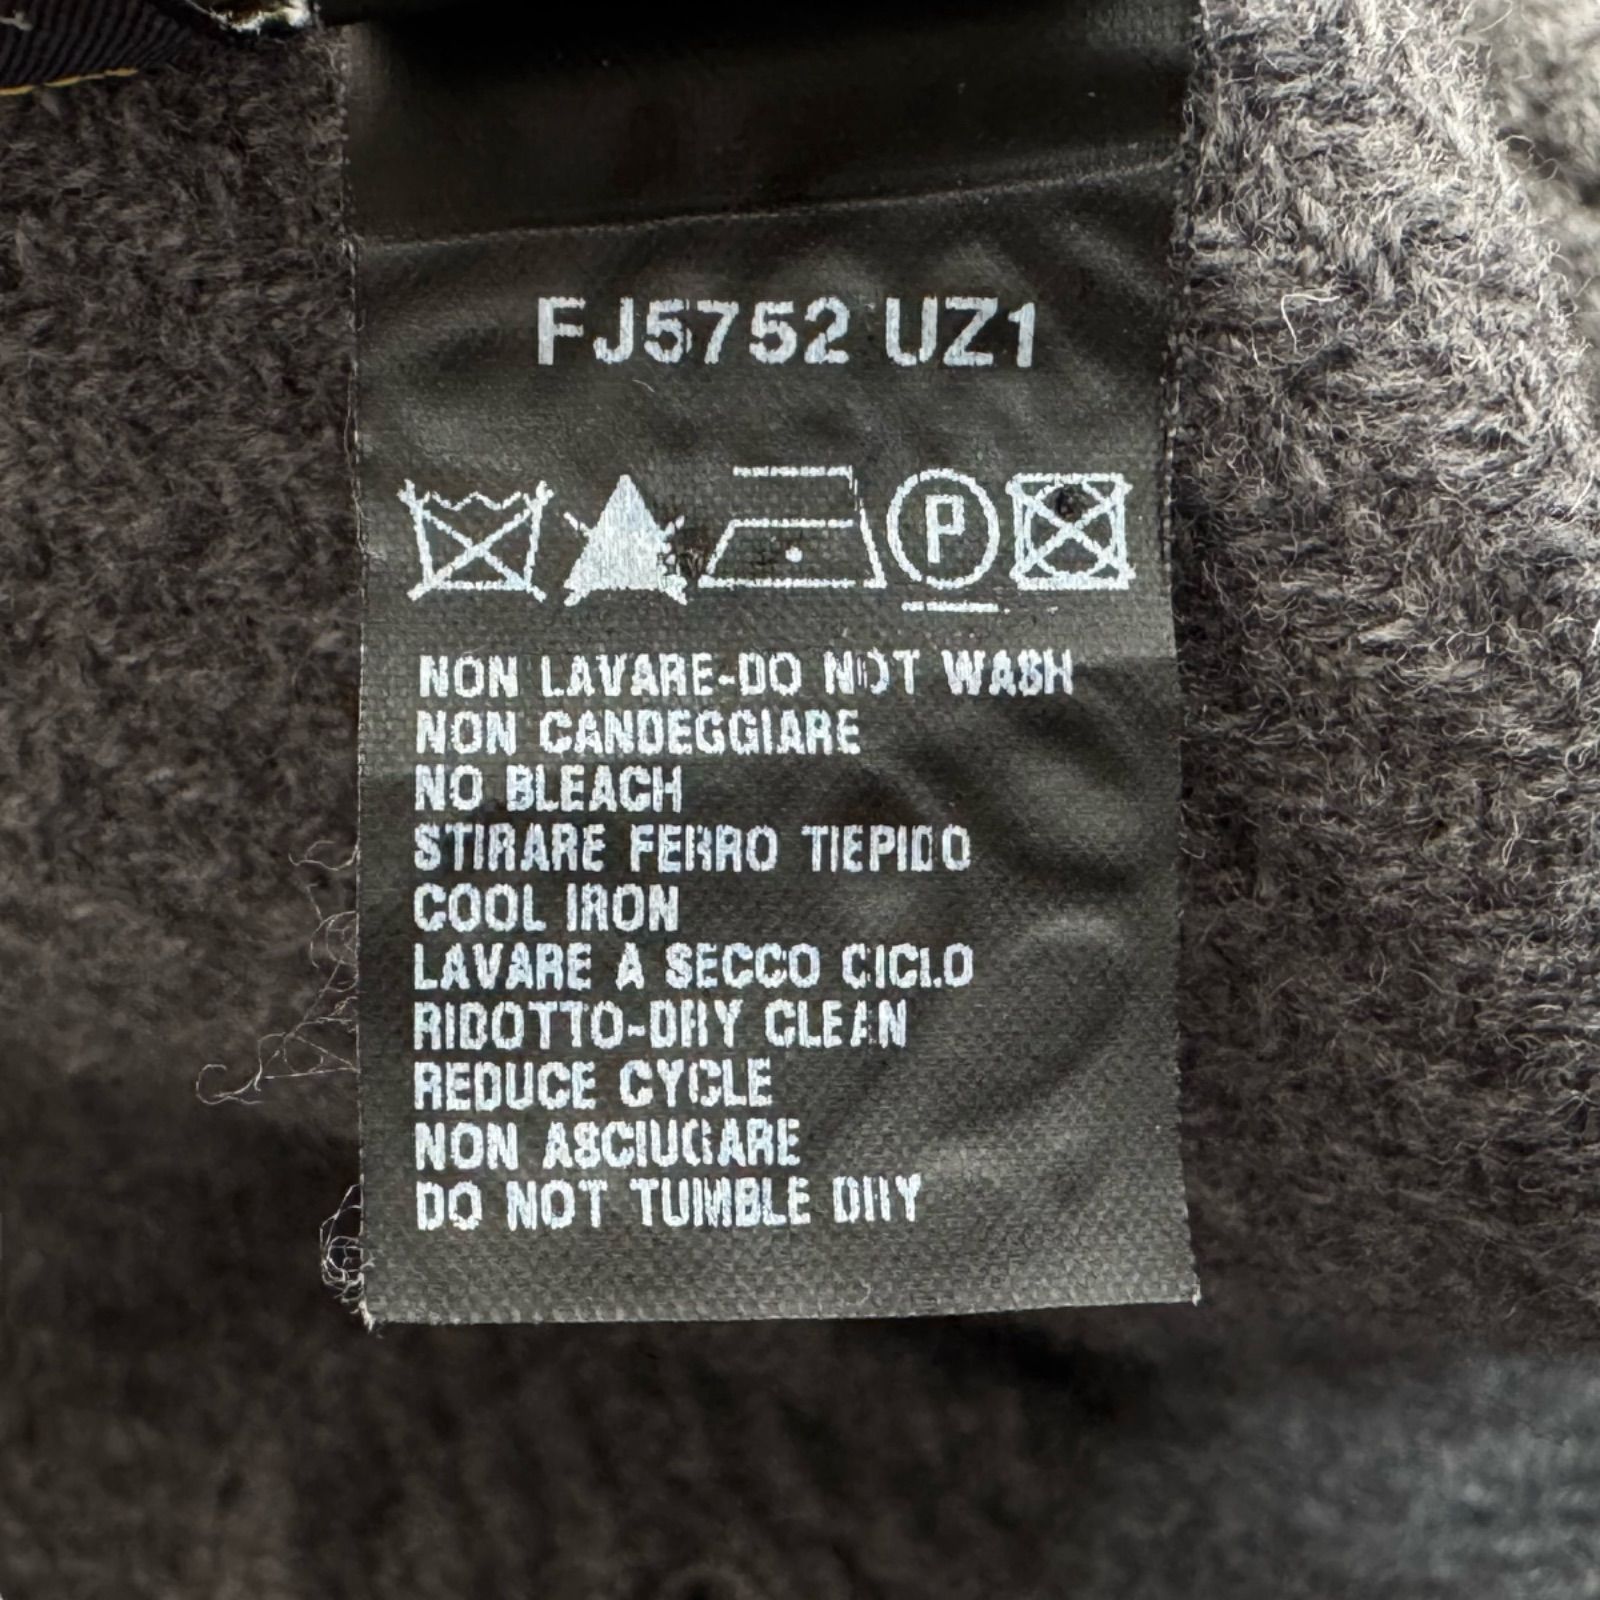 FJ5752 UZ1
P
NON LAVARE-DO NOT WASH
NON CANDEGGIARE
NO BLEACH
STIRARE FERRO TIEPIDO
COOL IRON
LAVARE A SECCO CICLO
RIDOTTO-DRY CLEAN
REDUCE CYCLE
NON ASCIUGARE
DO NOT TUMBLE DRY